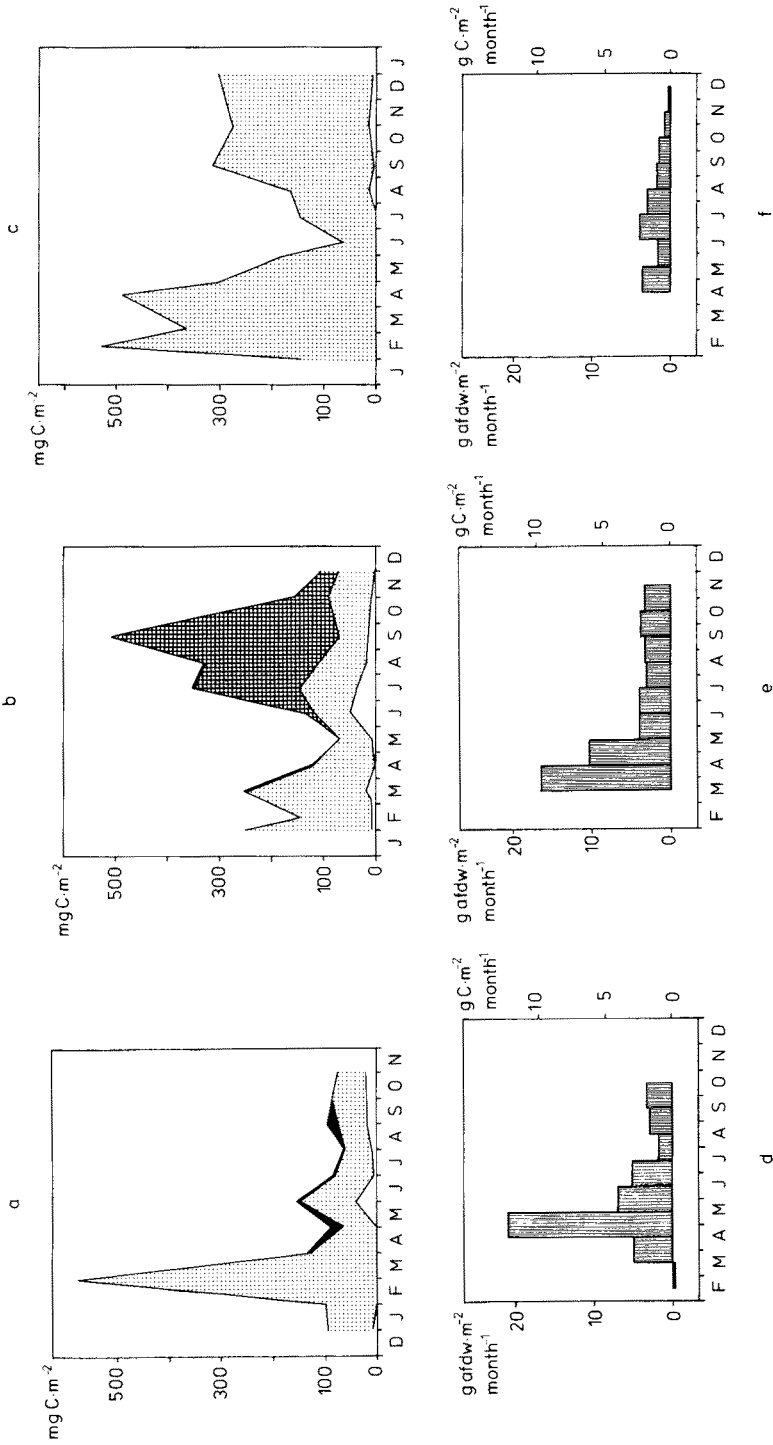 a
mg C·m⁻²
500
300
100
0
D J F M A M J J A S O N
b
mg C·m⁻²
500
300
100
0
J F M A M J J A S O N D
c
mg C·m⁻²
500
300
100
0
J F M A M J J A S O N D J
g afdw·m⁻²
month⁻¹
20
10
0
g C·m⁻²
month⁻¹
10
5
0
F M A M J J A S O N D
d
g afdw·m⁻²
month⁻¹
20
10
0
g C·m⁻²
month⁻¹
10
5
0
F M A M J J A S O N D
e
g afdw·m⁻²
month⁻¹
20
10
0
g C·m⁻²
month⁻¹
10
5
0
F M A M J J A S O N D
f